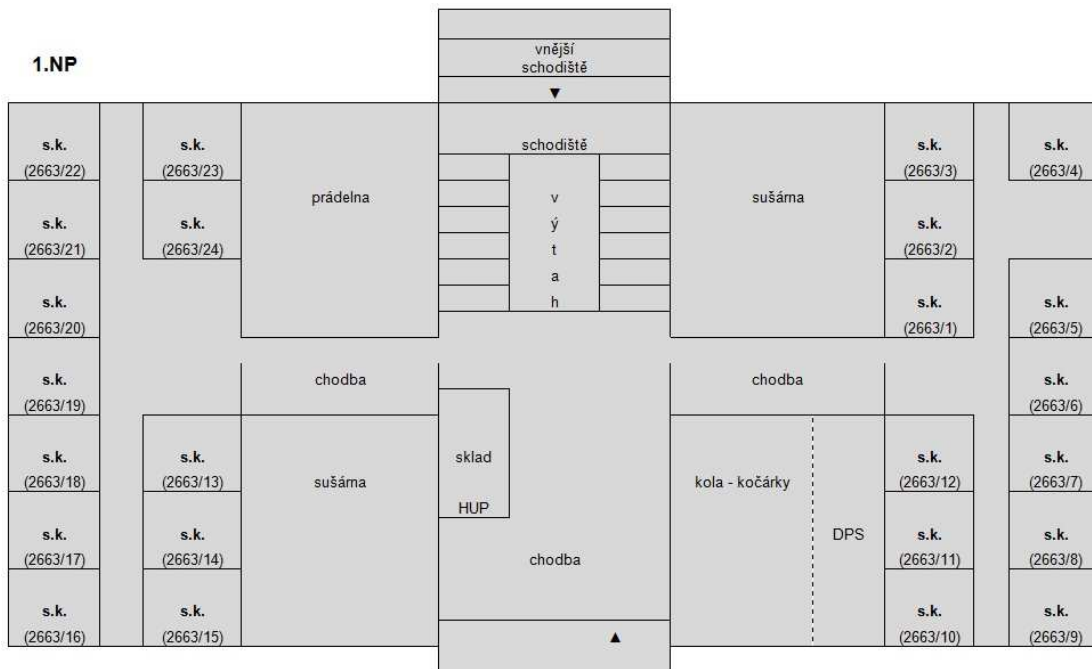 1.NP
vnější
schodiště
▼
s.k.
(2663/22)
s.k.
(2663/23)
schodiště
s.k.
(2663/3)
s.k.
(2663/4)
prádelna
v
ý
t
a
h
sušárna
s.k.
(2663/21)
s.k.
(2663/24)
s.k.
(2663/2)
s.k.
(2663/20)
s.k.
(2663/1)
s.k.
(2663/5)
s.k.
(2663/19)
chodba
chodba
s.k.
(2663/6)
s.k.
(2663/18)
s.k.
(2663/13)
sušárna
sklad
HUP
kola - kočárky
DPS
s.k.
(2663/12)
s.k.
(2663/7)
s.k.
(2663/17)
s.k.
(2663/14)
chodba
s.k.
(2663/11)
s.k.
(2663/8)
s.k.
(2663/16)
s.k.
(2663/15)
s.k.
(2663/10)
s.k.
(2663/9)
▲